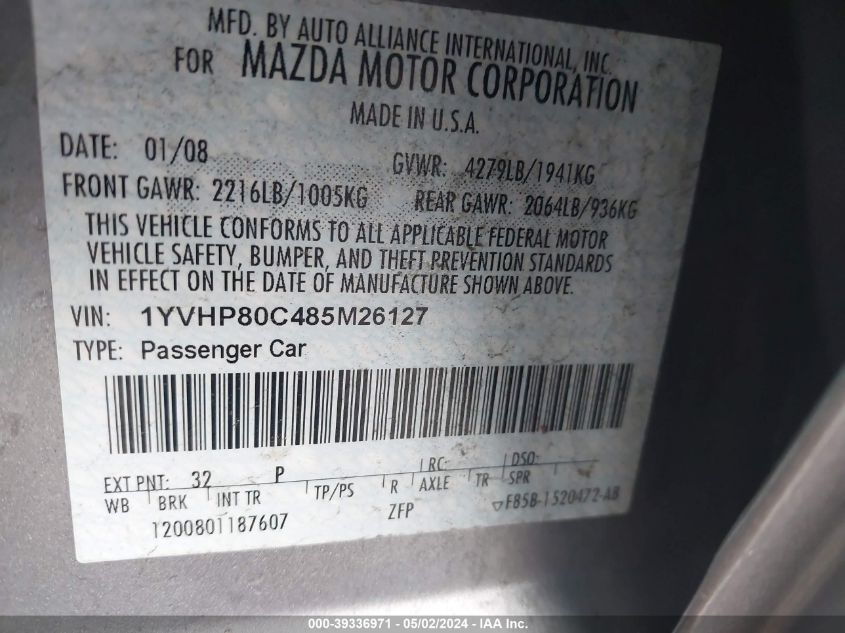 MFD. BY AUTO ALLIANCE INTERNATIONAL, INC.
FOR MAZDA MOTOR CORPORATION
MADE IN U.S.A.
DATE: 01/08 GVWR: 4279LB/1941KG
FRONT GAWR: 2216LB/1005KG REAR GAWR: 2064LB/936KG
THIS VEHICLE CONFORMS TO ALL APPLICABLE FEDERAL MOTOR
VEHICLE SAFETY, BUMPER, AND THEFT PREVENTION STANDARDS
IN EFFECT ON THE DATE OF MANUFACTURE SHOWN ABOVE.
VIN: 1YVHP80C485M26127
TYPE: Passenger Car
EXT PNT: 32 P RC: DSO:
WB BRK INT TR TP/PS R AXLE TR SPR
1200801187607 ZFP ▽F85B-1520472-AB
000-39336971 - 05/02/2024 - IAA Inc.